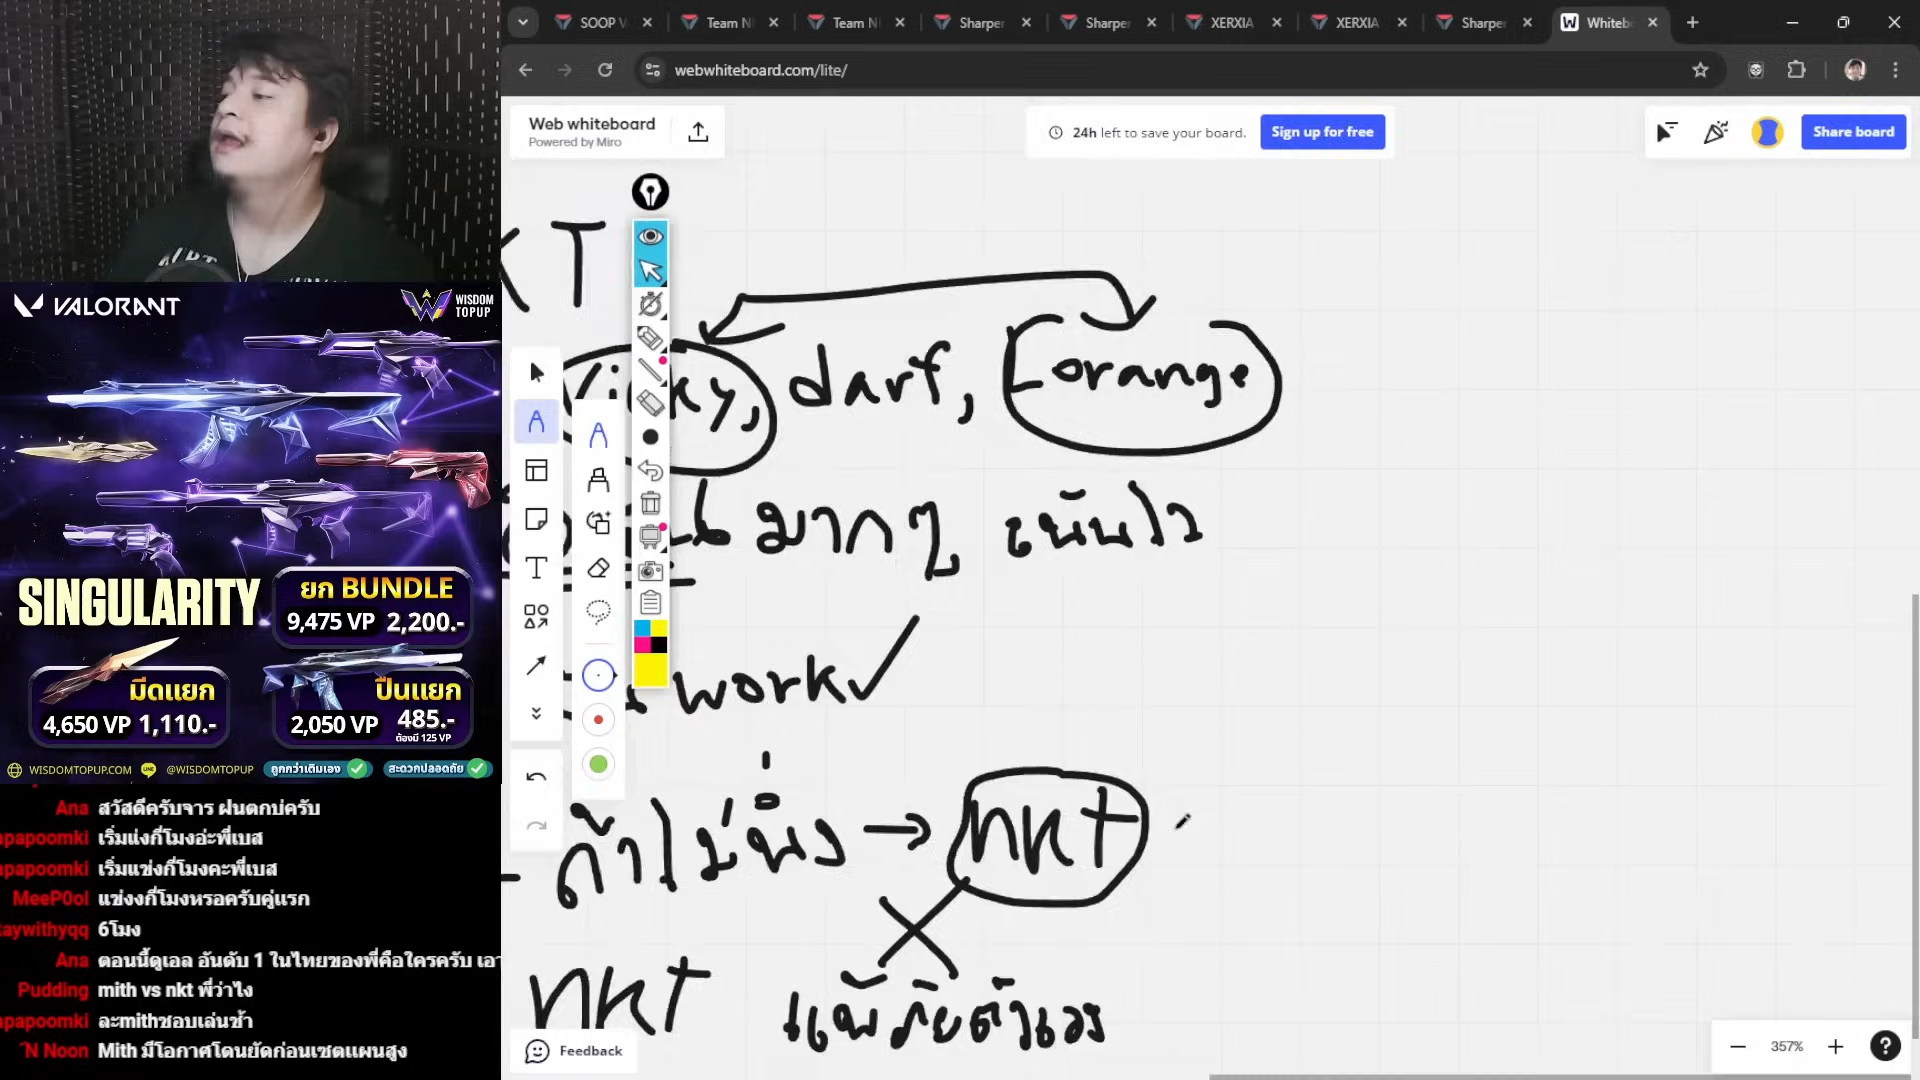 SOOP V
Team N
Team N
Sharper
Sharper
XERXIA
XERXIA
Sharper
Whitebo
webwhiteboard.com/lite/
Web whiteboard
Powered by Miro
24h left to save your board.
Sign up for free
Share board
KT
darf,
orange
มากๆ
work
ถ้าไม่นิ่ง → nkt
nkt แพ้ภัยตัวเอง
Feedback
357%
VALORANT
WISDOM
TOPUP
SINGULARITY
ยก BUNDLE
9,475 VP 2,200.-
มีดแยก
4,650 VP 1,110.-
ปืนแยก
2,050 VP 485.-
ต้องมี 125 VP
WISDOMTOPUP.COM @WISDOMTOPUP ถูกกว่าเติมเอง สะดวกปลอดภัย
Ana สวัสดีครับจาร ฝนตกบ่ครับ
apapoomki เริ่มแ่งกี่โมงอ่ะพี่เบส
apapoomki เริ่มแข่งกี่โมงคะพี่เบส
MeeP0ol แข่งงกี่โมงหรอครับคู่แรก
taywithyqq 6โมง
Ana ตอนนี้ดูเอล อันดับ 1 ในไทยของพี่คือใครครับ เอา
Pudding mith vs nkt พี่ว่าไง
apapoomki ละmithชอบเล่นช้า
N Noon Mith มีโอกาศโดนยัดก่อนเซตแผนสูง